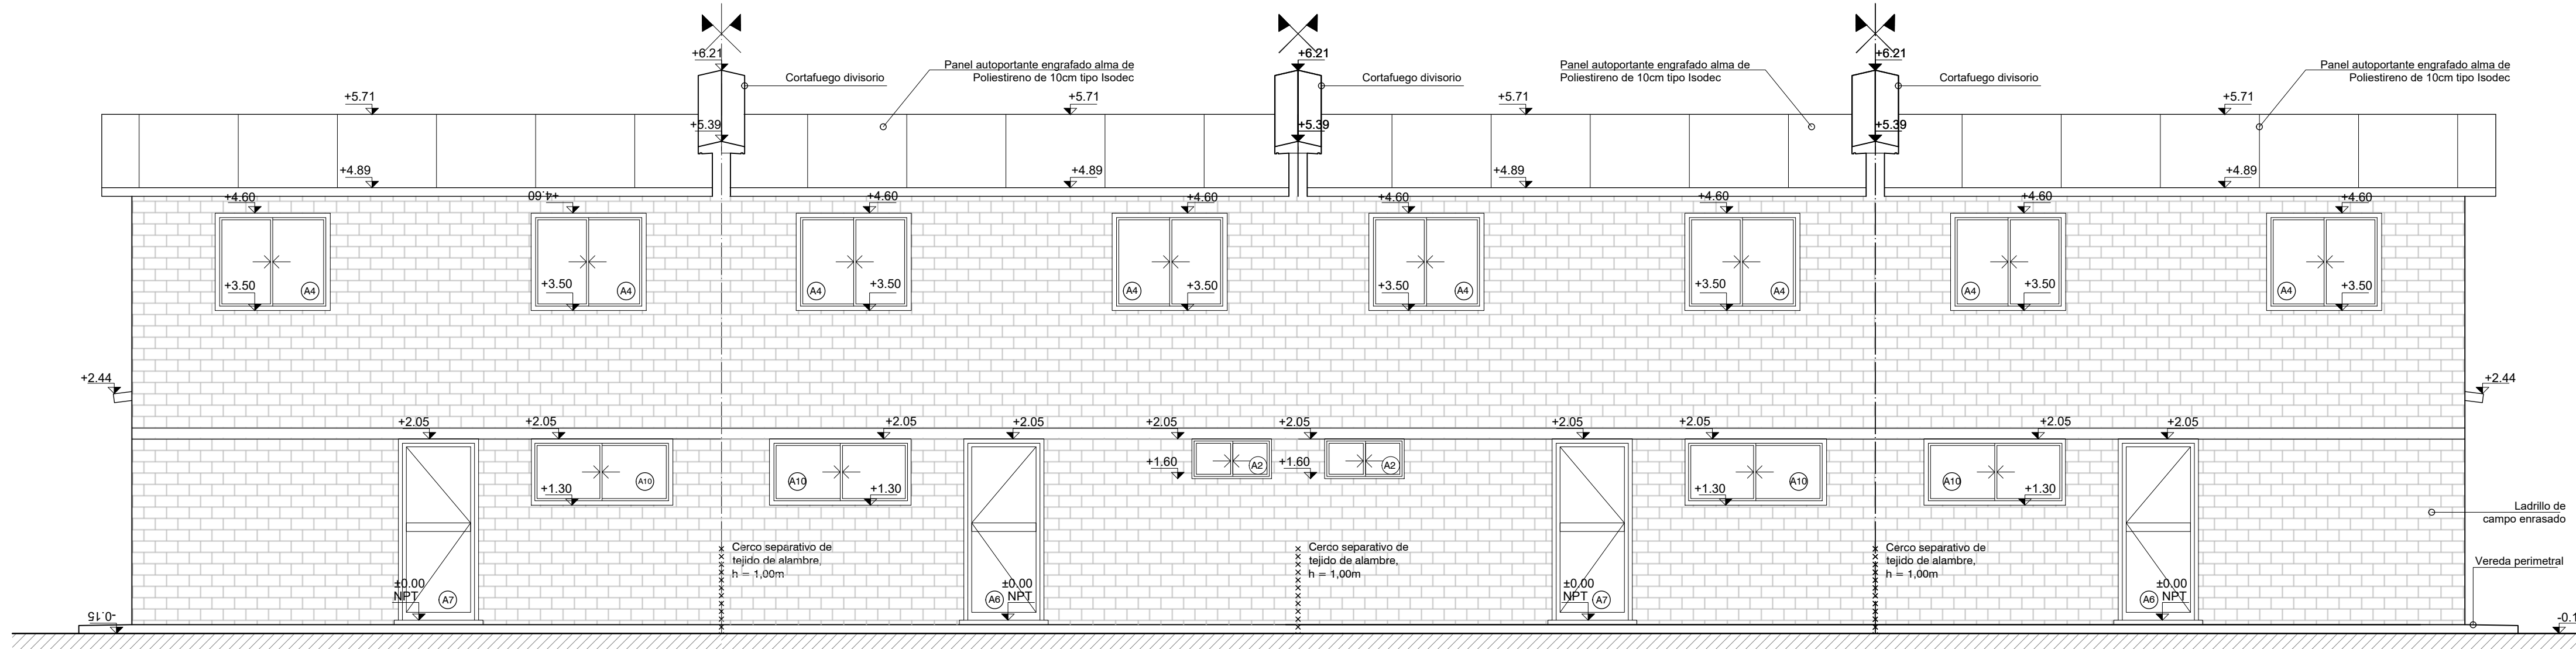 +6.21
+6.21
+6.21
Cortafuego divisorio
Panel autoportante engrafado alma de
Poliestireno de 10cm tipo Isodec
Cortafuego divisorio
Panel autoportante engrafado alma de
Poliestireno de 10cm tipo Isodec
Cortafuego divisorio
Panel autoportante engrafado alma de
Poliestireno de 10cm tipo Isodec
+5.71
+5.71
+5.71
+5.71
+5.39
+5.39
+5.39
+4.89
+4.89
+4.89
+4.89
+4.60
+4.60
+4.60
+4.60
+4.60
+4.60
+4.60
+4.60
+3.50
A4
+3.50
A4
A4
+3.50
A4
+3.50
+3.50
A4
+3.50
A4
A4
+3.50
A4
+3.50
+2.44
+2.44
+2.05
+2.05
+2.05
+2.05
+2.05
+2.05
+2.05
+2.05
+2.05
+2.05
+1.60
A2
+1.60
A2
+1.30
A10
A10
+1.30
+1.30
A10
A10
+1.30
Ladrillo de
campo enrasado
Cerco separativo de
tejido de alambre,
h = 1,00m
Cerco separativo de
tejido de alambre,
h = 1,00m
Cerco separativo de
tejido de alambre,
h = 1,00m
Vereda perimetral
±0.00
NPT
A7
A6
±0.00
NPT
±0.00
NPT
A7
A6
±0.00
NPT
-0.15
-0.1